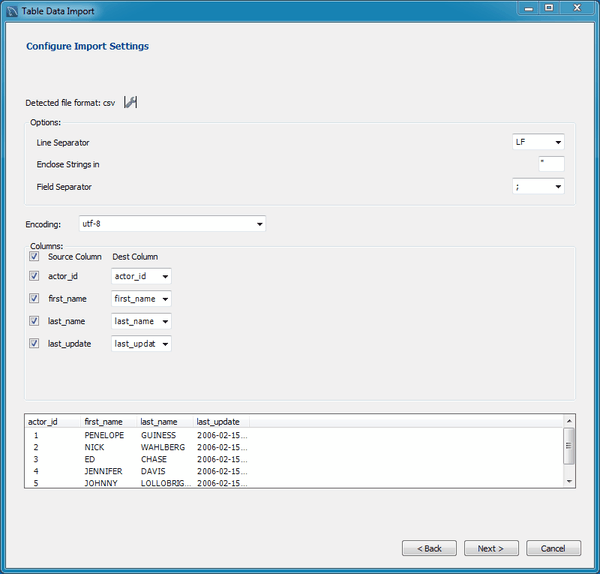 Table Data Import
Configure Import Settings
Detected file format: csv
Options:
Line Separator LF
Enclose Strings in "
Field Separator ;
Encoding: utf-8
Columns:
Source Column Dest Column
actor_id actor_id
first_name first_name
last_name last_name
last_update last_updat
actor_id first_name last_name last_update
1 PENELOPE GUINESS 2006-02-15...
2 NICK WAHLBERG 2006-02-15...
3 ED CHASE 2006-02-15...
4 JENNIFER DAVIS 2006-02-15...
5 JOHNNY LOLLOBRIG... 2006-02-15...
< Back Next > Cancel